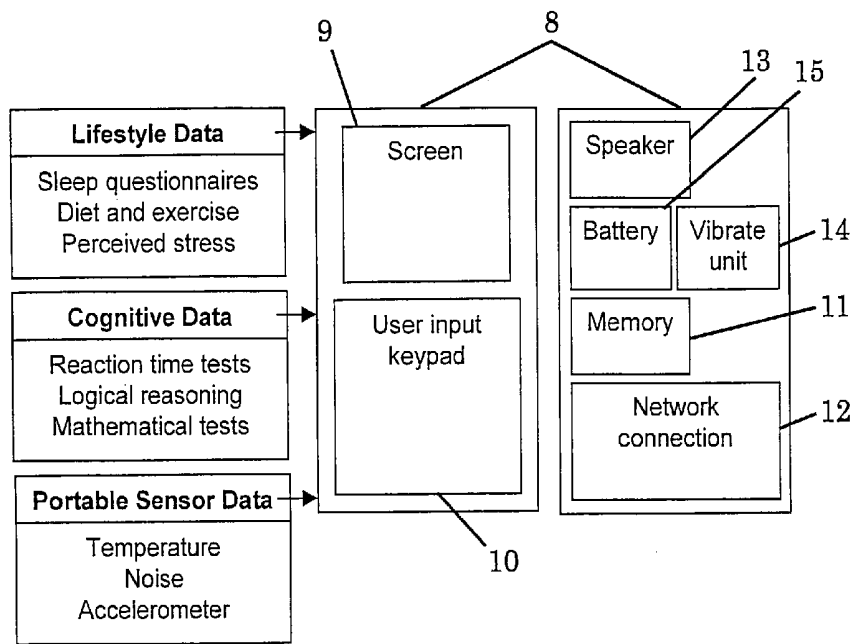 9
8
13
15
Lifestyle Data
Sleep questionnaires
Diet and exercise
Perceived stress
Screen
Speaker
Battery
Vibrate
unit
14
Cognitive Data
Reaction time tests
Logical reasoning
Mathematical tests
User input
keypad
Memory
11
Network
connection
12
Portable Sensor Data
Temperature
Noise
Accelerometer
10